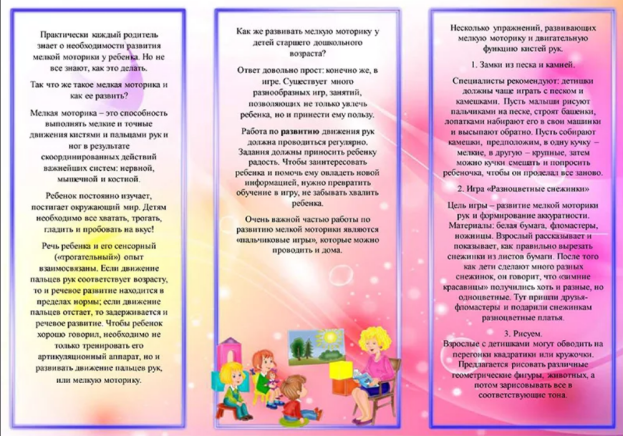 Практически каждый родитель
знает о необходимости развития
мелкой моторики у ребенка. Но не
все знают, как это делать.
Так что же такое мелкая моторика и
как ее развить?
Мелкая моторика – это способность
выполнять мелкие и точные
движения кистями и пальцами рук и
ног в результате
скоординированных действий
важнейших систем: нервной,
мышечной и костной.
Ребенок постоянно изучает,
постигает окружающий мир. Детям
необходимо все хватать, трогать,
гладить и пробовать на вкус!
Речь ребенка и его сенсорный
(«трогательный») опыт
взаимосвязаны. Если движение
пальцев рук соответствует возрасту,
то и речевое развитие находится в
пределах нормы; если движение
пальцев отстает, то задерживается и
речевое развитие. Чтобы ребенок
хорошо говорил, необходимо не
только тренировать его
артикуляционный аппарат, но и
развивать движение пальцев рук,
или мелкую моторику.
Как же развивать мелкую моторику у
детей старшего дошкольного
возраста?
Ответ довольно прост: конечно же, в
игре. Существует много
разнообразных игр, занятий,
позволяющих не только увлечь
ребенка, но и принести ему пользу.
Работа по развитию движения рук
должна проводиться регулярно.
Задания должны приносить ребенку
радость. Чтобы заинтересовать
ребенка и помочь ему овладеть новой
информацией, нужно превратить
обучение в игру, не забывать хвалить
ребенка.
Очень важной частью работы по
развитию мелкой моторики являются
«пальчиковые игры», которые можно
проводить и дома.
Несколько упражнений, развивающих
мелкую моторику и двигательную
функцию кистей рук.
1. Замки из песка и камней.
Специалисты рекомендуют: детишки
должны чаще играть с песком и
камешками. Пусть малыши рисуют
пальчиками на песке, строят башенки,
лопатками набирают его в свои машинки
и высыпают обратно. Пусть собирают
камешки, предположим, в одну кучку –
мелкие, в другую – крупные, затем
можно кучки смешать и попросить
ребеночка, чтобы он проделал все заново.
2. Игра «Разноцветные снежинки»
Цель игры – развитие мелкой моторики
рук и формирование аккуратности.
Материалы: белая бумага, фломастеры,
ножницы. Взрослый рассказывает и
показывает, как правильно вырезать
снежинки из листов бумаги. После того
как дети сделают много разных
снежинок, он говорит, что «зимние
красавицы» получились хоть и разные, но
одноцветные. Тут пришли друзья-
фломастеры и подарили снежинкам
разноцветные платья.
3. Рисуем.
Взрослые с детишками могут обводить на
перегонки квадратики или кружочки.
Предлагается рисовать различные
геометрические фигуры, животных, а
потом зарисовывать все в
соответствующие тона.